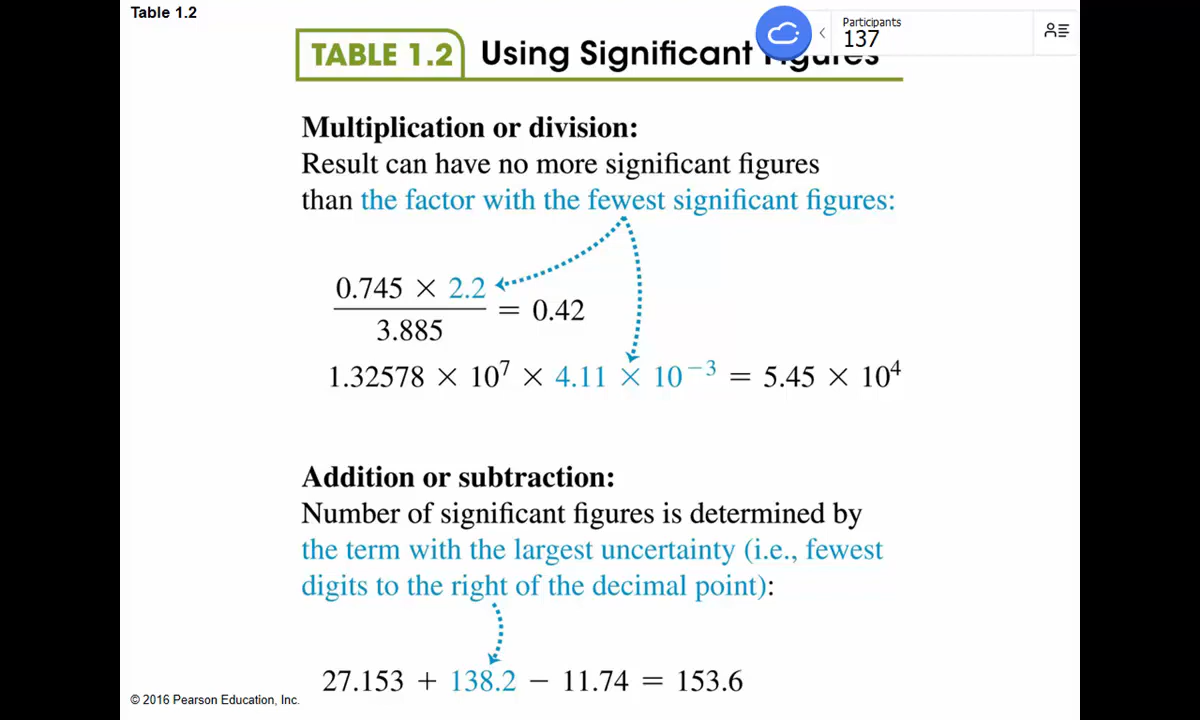 Table 1.2
Participants
137
TABLE 1.2 Using Significant Figures
Multiplication or division:
Result can have no more significant figures
than the factor with the fewest significant figures:
0.745 × 2.2
3.885
= 0.42
1.32578 × 10⁷ × 4.11 × 10⁻³ = 5.45 × 10⁴
Addition or subtraction:
Number of significant figures is determined by
the term with the largest uncertainty (i.e., fewest
digits to the right of the decimal point):
27.153 + 138.2 − 11.74 = 153.6
© 2016 Pearson Education, Inc.